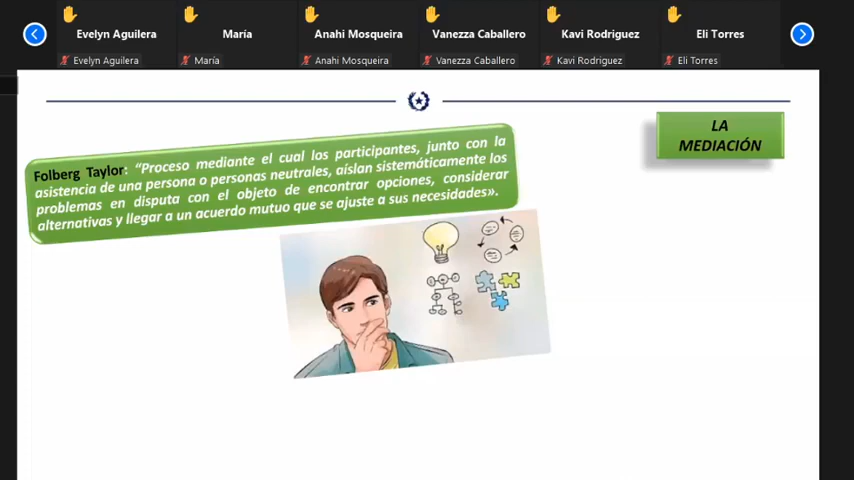 Evelyn Aguilera
María
Anahi Mosqueira
Vanezza Caballero
Kavi Rodriguez
Eli Torres
Evelyn Aguilera
María
Anahi Mosqueira
Vanezza Caballero
Kavi Rodriguez
Eli Torres
LA
MEDIACIÓN
Folberg Taylor: “Proceso mediante el cual los participantes, junto con la
asistencia de una persona o personas neutrales, aíslan sistemáticamente los
problemas en disputa con el objeto de encontrar opciones, considerar
alternativas y llegar a un acuerdo mutuo que se ajuste a sus necesidades».